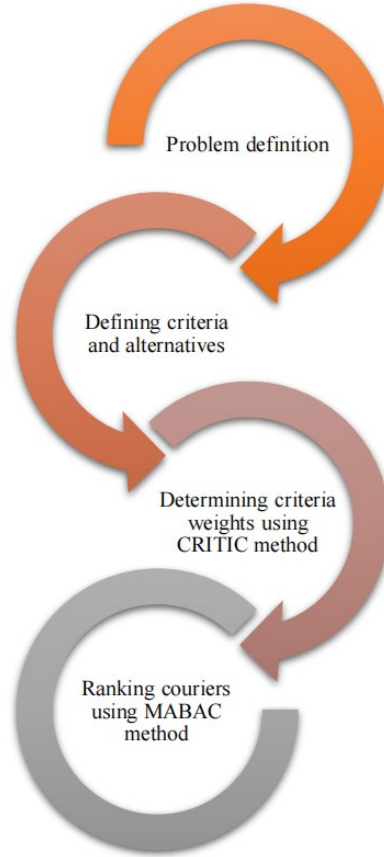 Problem definition
Defining criteria
and alternatives
Determining criteria
weights using
CRITIC method
Ranking couriers
using MABAC
method